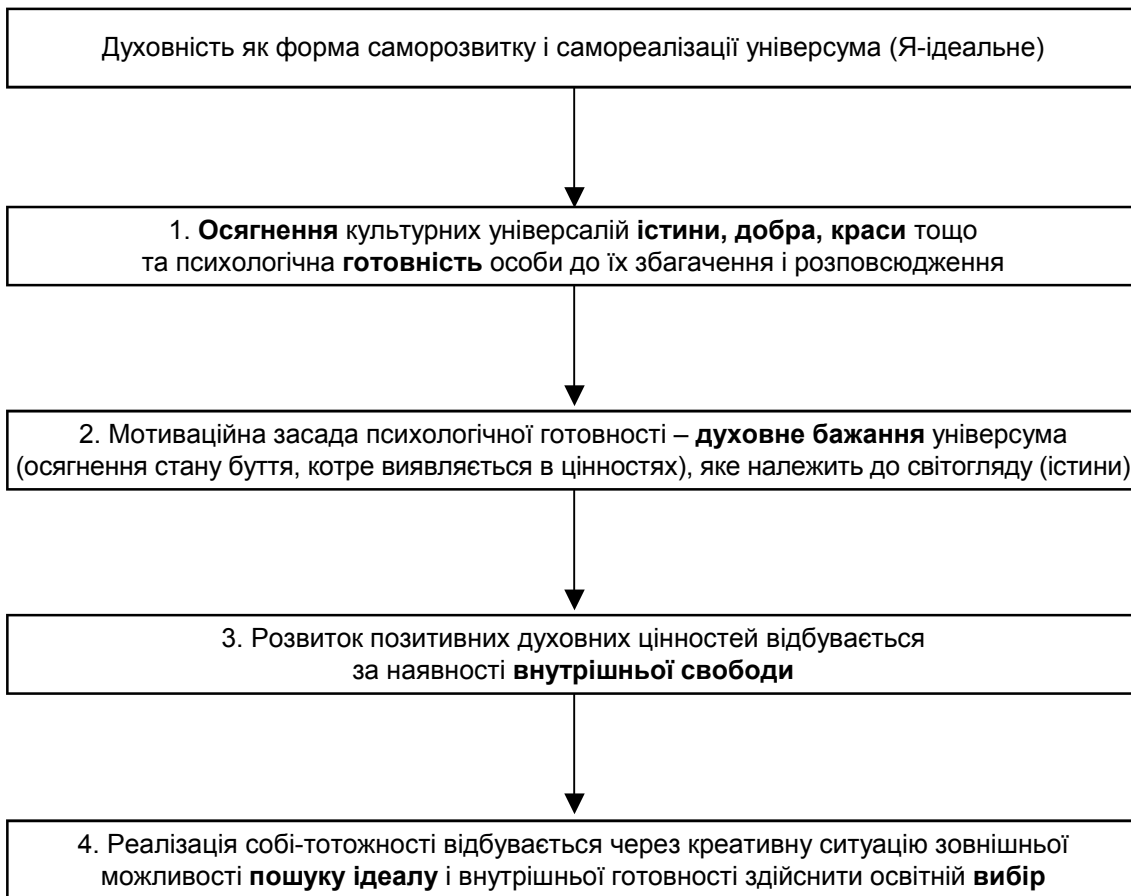 Духовність як форма саморозвитку і самореалізації універсума (Я-ідеальне)
1. Осягнення культурних універсалій істини, добра, краси тощо
та психологічна готовність особи до їх збагачення і розповсюдження
2. Мотиваційна засада психологічної готовності – духовне бажання універсума
(осягнення стану буття, котре виявляється в цінностях), яке належить до світогляду (істини)
3. Розвиток позитивних духовних цінностей відбувається
за наявності внутрішньої свободи
4. Реалізація собі-тотожності відбувається через креативну ситуацію зовнішньої
можливості пошуку ідеалу і внутрішньої готовності здійснити освітній вибір